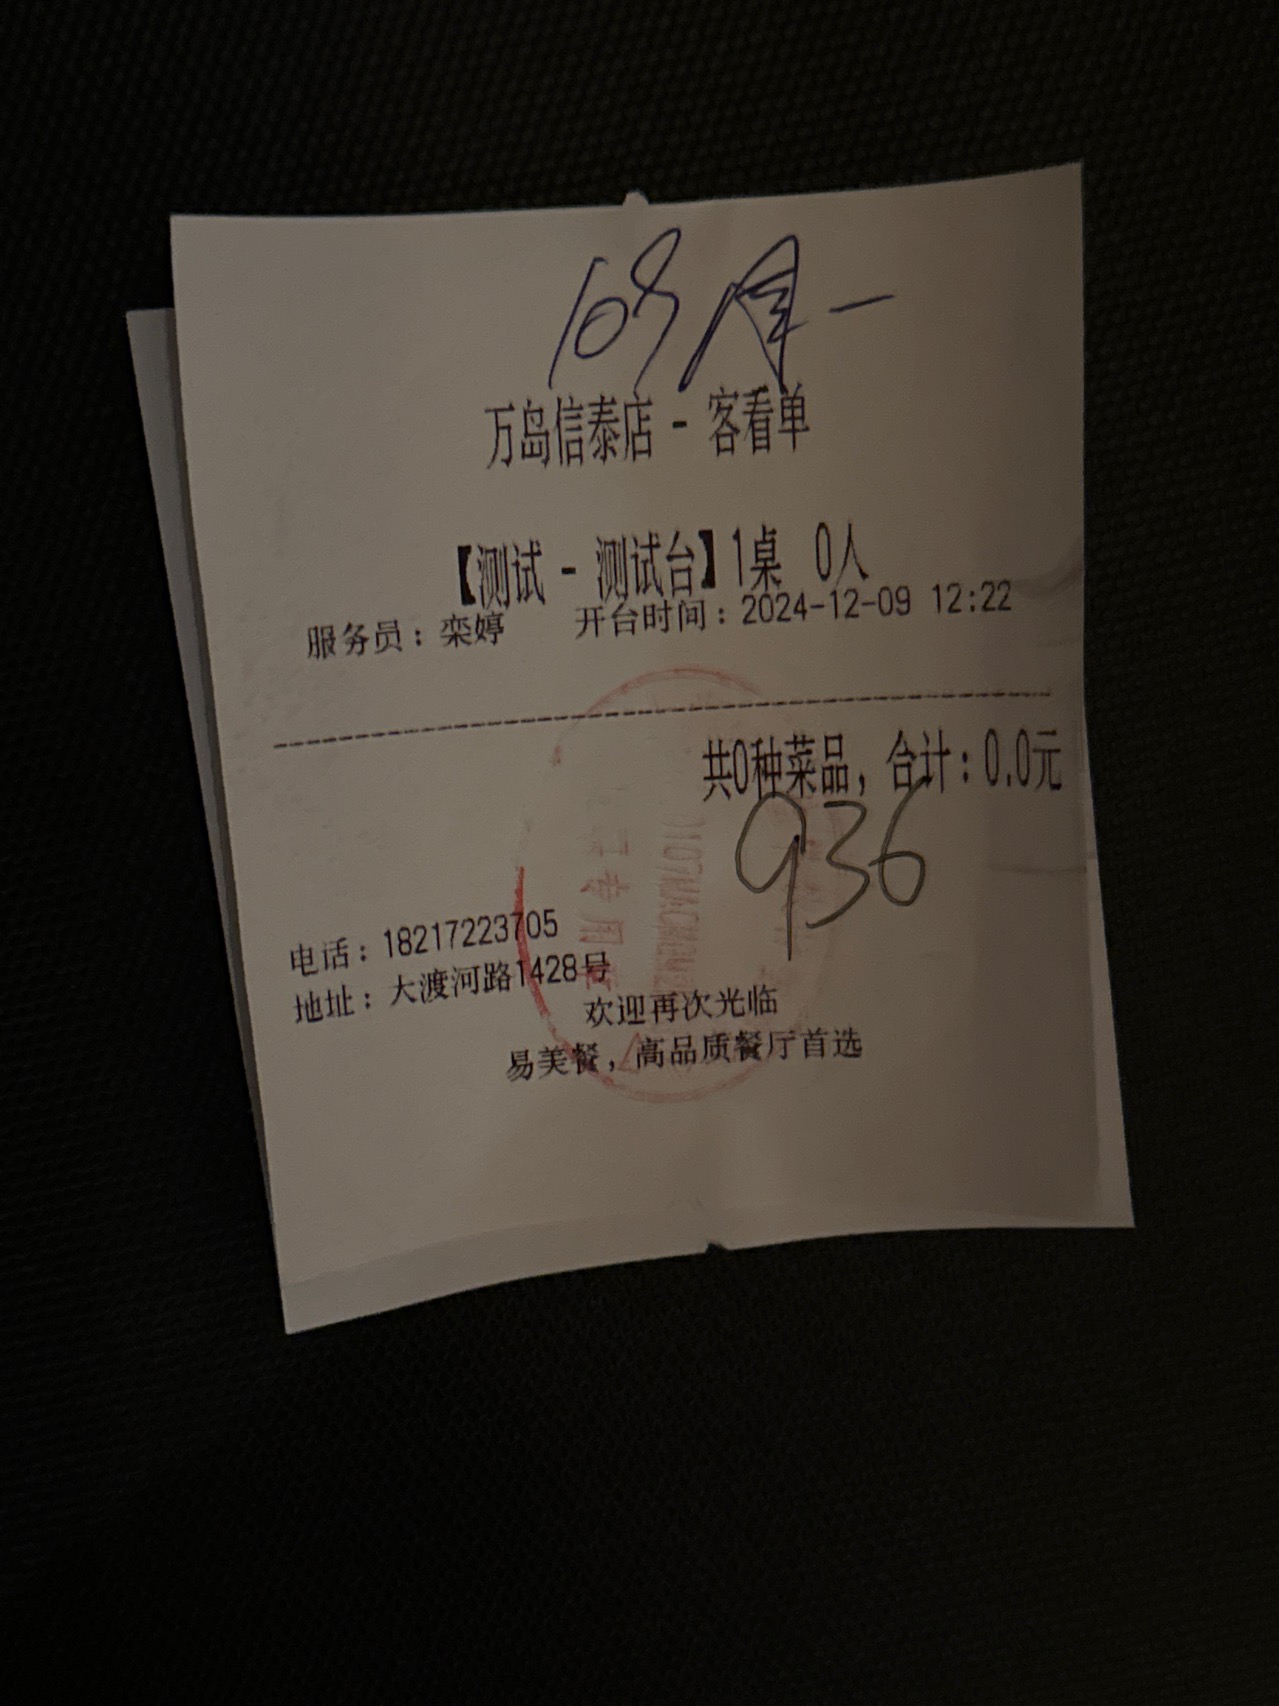 万岛信泰店 - 客看单
【测试 - 测试台】1桌 0人
服务员：栾婷 开台时间：2024-12-09 12:22
共0种菜品，合计：0.0元
936
电话：18217223705
地址：大渡河路1428号
欢迎再次光临
易美餐，高品质餐厅首选